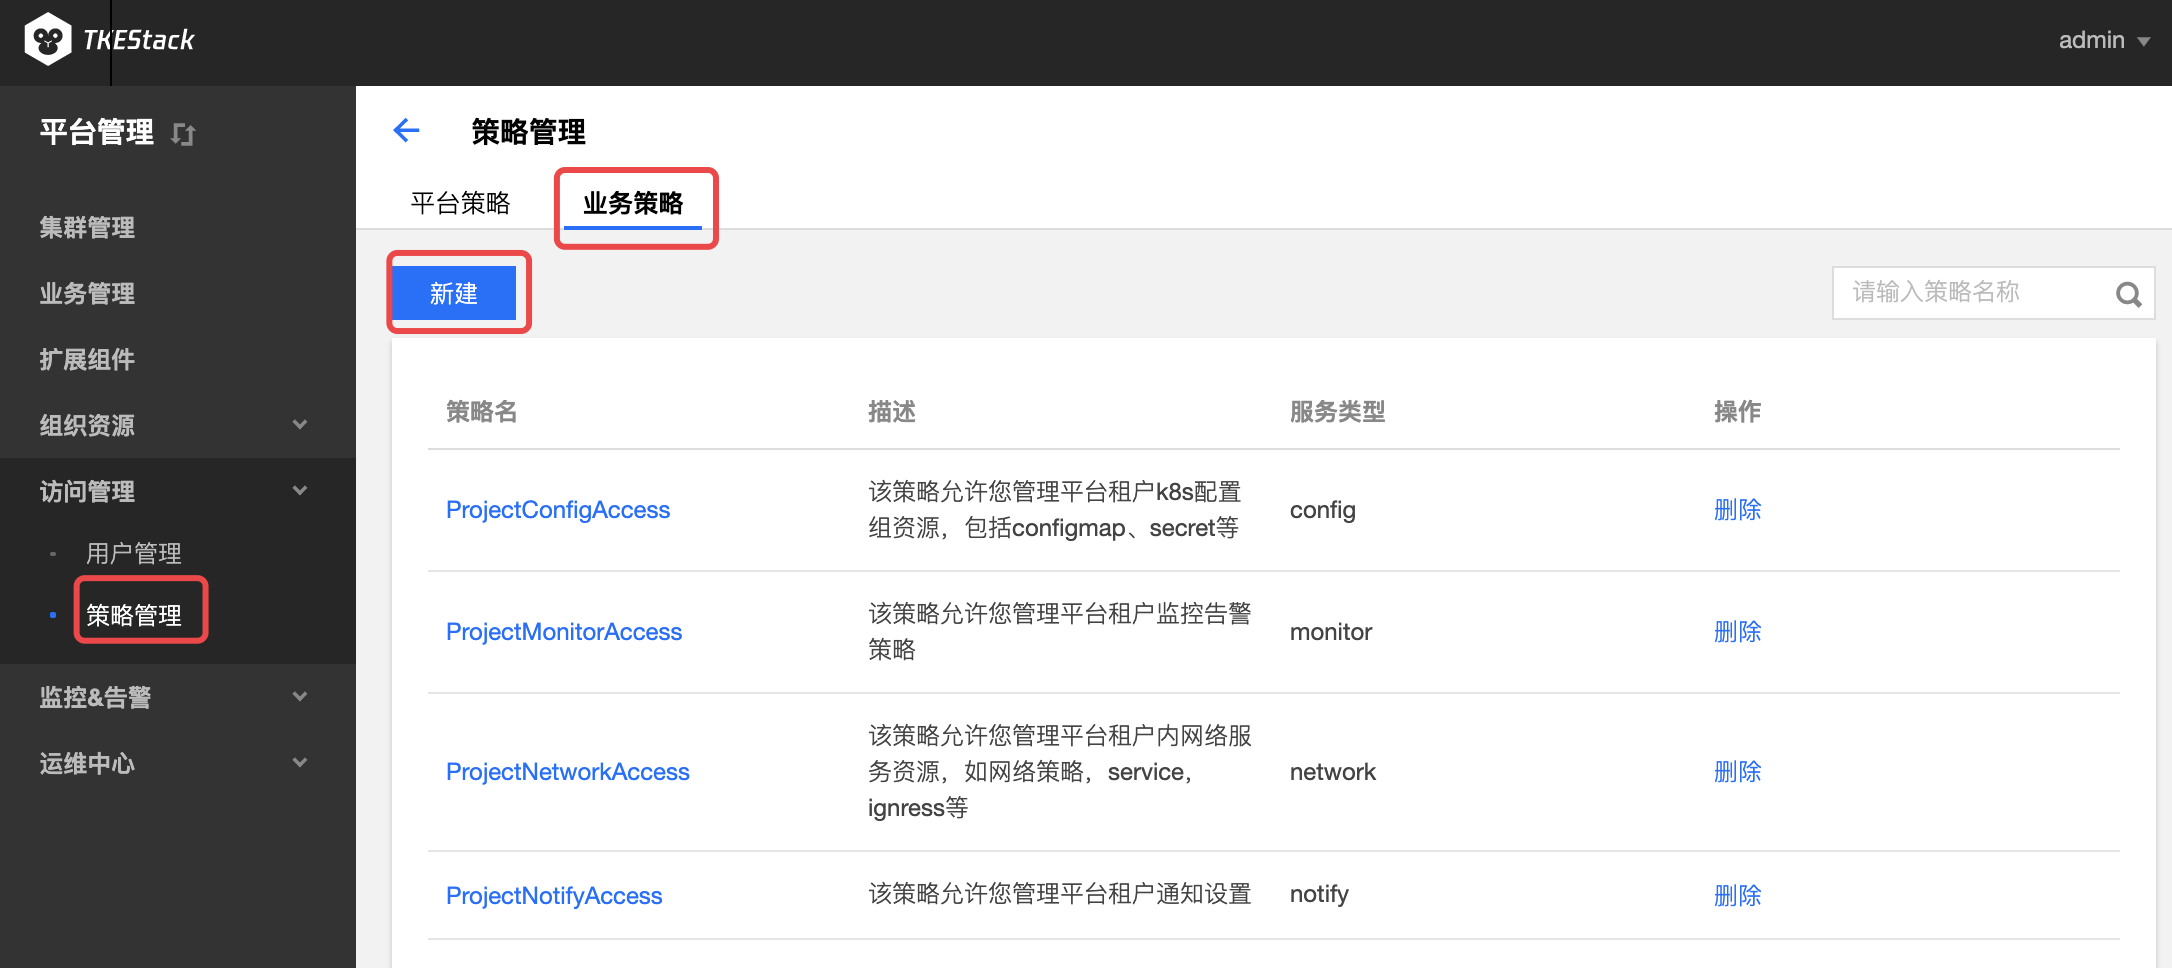 TKEStack
admin
平台管理
集群管理
业务管理
扩展组件
组织资源
访问管理
用户管理
策略管理
监控&告警
运维中心
策略管理
平台策略
业务策略
新建
请输入策略名称
策略名 描述 服务类型 操作
ProjectConfigAccess 该策略允许您管理平台租户k8s配置 config 删除
组资源，包括configmap、secret等
ProjectMonitorAccess 该策略允许您管理平台租户监控告警 monitor 删除
策略
ProjectNetworkAccess 该策略允许您管理平台租户内网络服 network 删除
务资源，如网络策略，service，
ignress等
ProjectNotifyAccess 该策略允许您管理平台租户通知设置 notify 删除